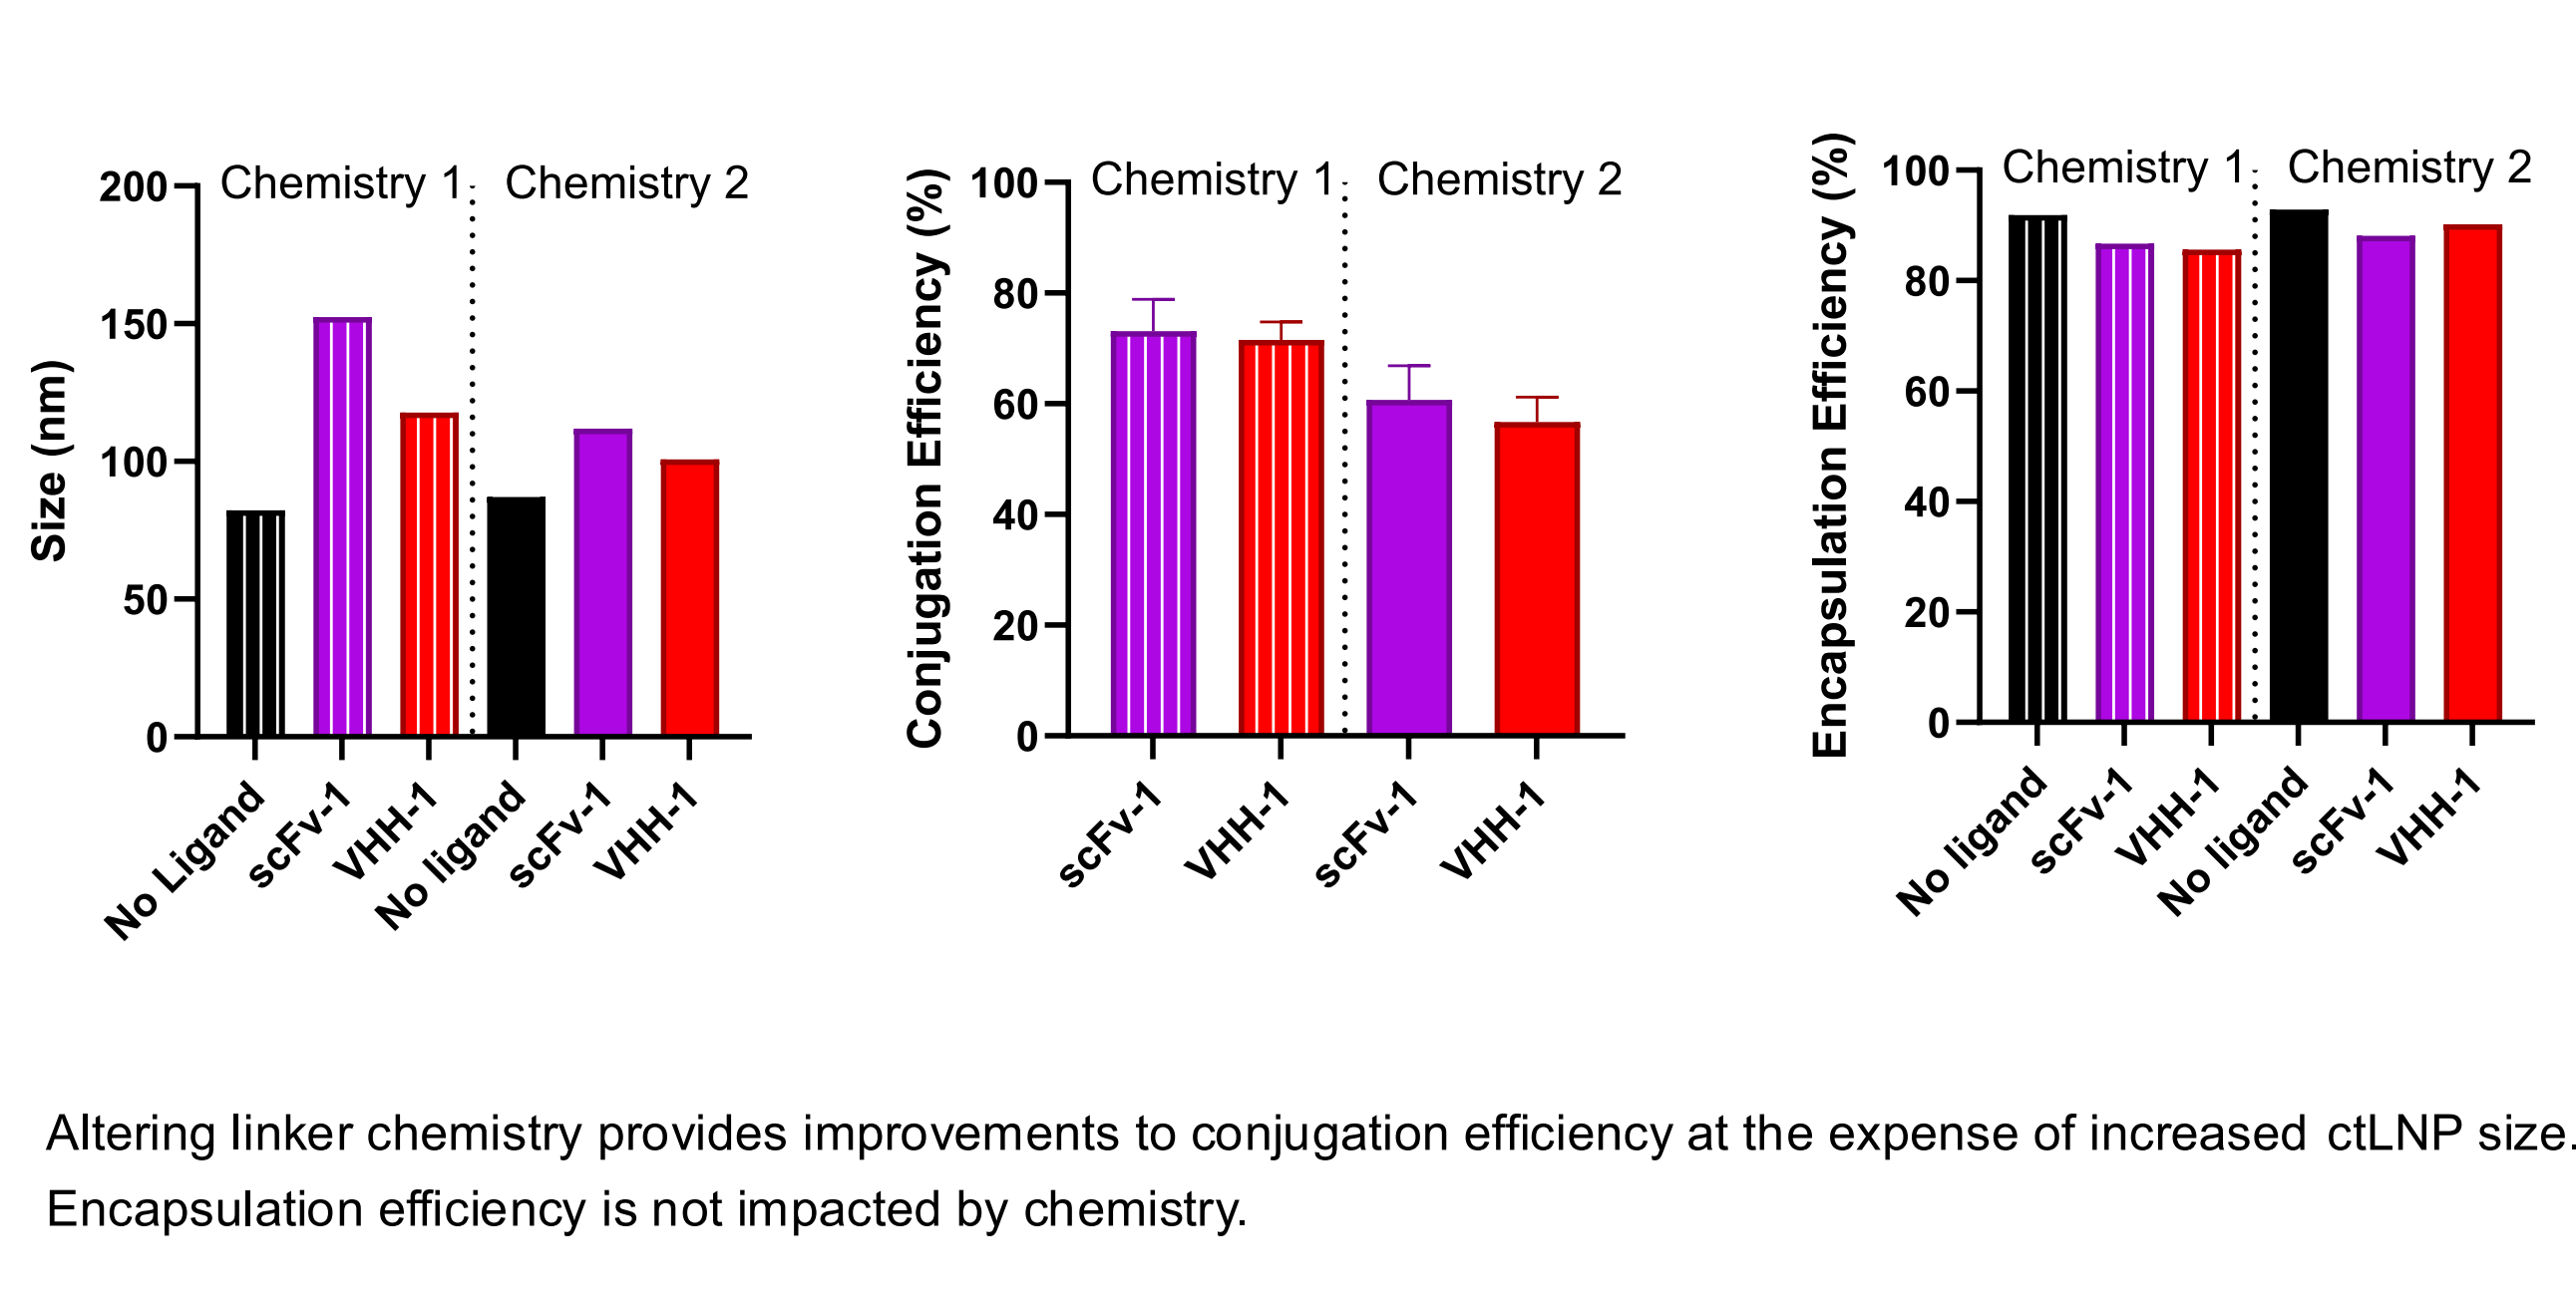 Chemistry 1 Chemistry 2
200
150
100
50
0
Size (nm)
No Ligand
scFv-1
VHH-1
No ligand
scFv-1
VHH-1
Chemistry 1 Chemistry 2
100
80
60
40
20
0
Conjugation Efficiency (%)
scFv-1
VHH-1
scFv-1
VHH-1
Chemistry 1 Chemistry 2
100
80
60
40
20
0
Encapsulation Efficiency (%)
No ligand
scFv-1
VHH-1
No ligand
scFv-1
VHH-1
Altering linker chemistry provides improvements to conjugation efficiency at the expense of increased ctLNP size.
Encapsulation efficiency is not impacted by chemistry.